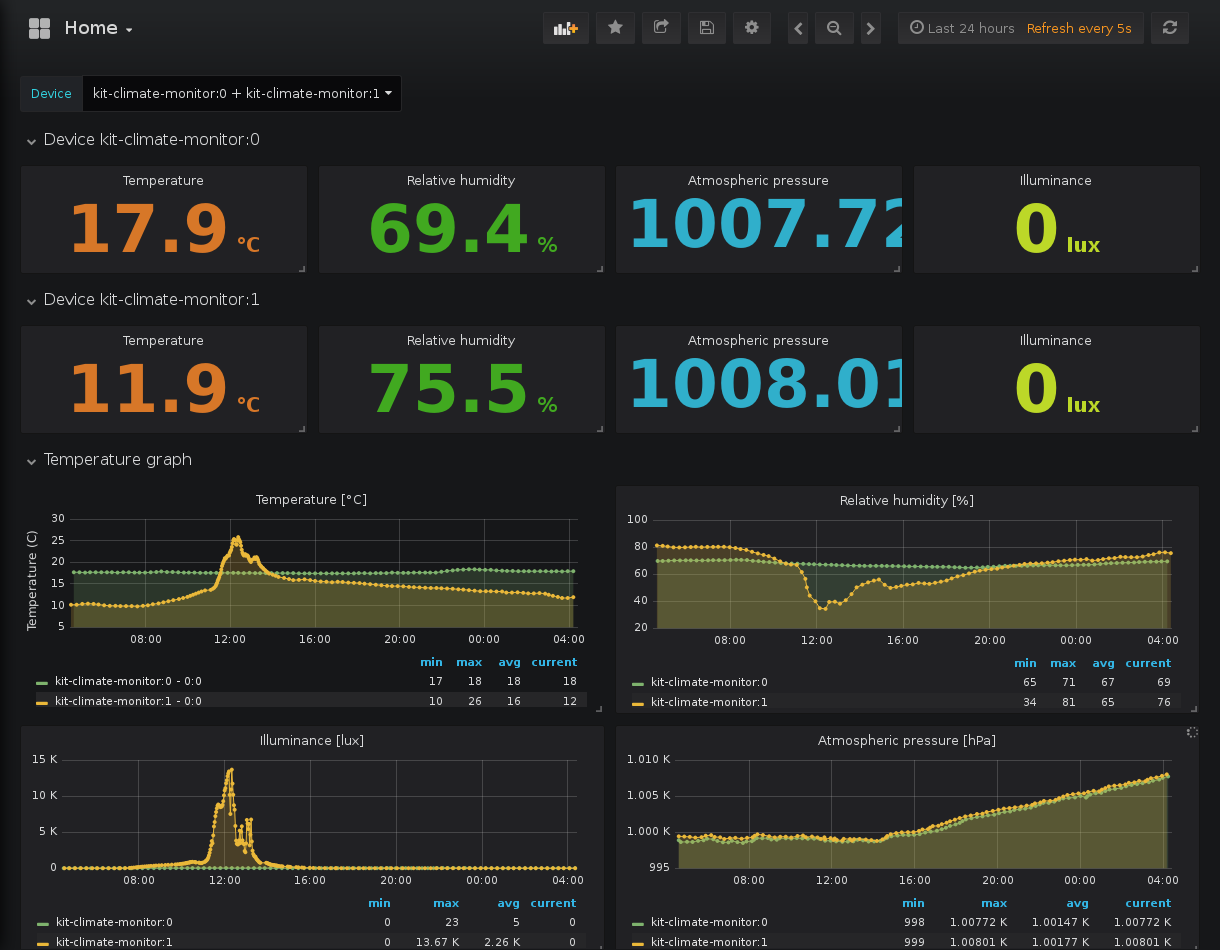 Home
Last 24 hours Refresh every 5s
Device kit-climate-monitor:0 + kit-climate-monitor:1
Device kit-climate-monitor:0
Temperature Relative humidity Atmospheric pressure Illuminance
17.9 °C 69.4 % 1007.72 0 lux
Device kit-climate-monitor:1
Temperature Relative humidity Atmospheric pressure Illuminance
11.9 °C 75.5 % 1008.01 0 lux
Temperature graph
Temperature [°C]
Temperature (C)
30
25
20
15
10
5
08:00 12:00 16:00 20:00 00:00 04:00
min max avg current
kit-climate-monitor:0 - 0:0 17 18 18 18
kit-climate-monitor:1 - 0:0 10 26 16 12
Relative humidity [%]
100
80
60
40
20
08:00 12:00 16:00 20:00 00:00 04:00
min max avg current
kit-climate-monitor:0 65 71 67 69
kit-climate-monitor:1 34 81 65 76
Illuminance [lux]
15 K
10 K
5 K
0
08:00 12:00 16:00 20:00 00:00 04:00
min max avg current
kit-climate-monitor:0 0 23 5 0
kit-climate-monitor:1 0 13.67 K 2.26 K 0
Atmospheric pressure [hPa]
1.010 K
1.005 K
1.000 K
995
08:00 12:00 16:00 20:00 00:00 04:00
min max avg current
kit-climate-monitor:0 998 1.00772 K 1.00147 K 1.00772 K
kit-climate-monitor:1 999 1.00801 K 1.00177 K 1.00801 K